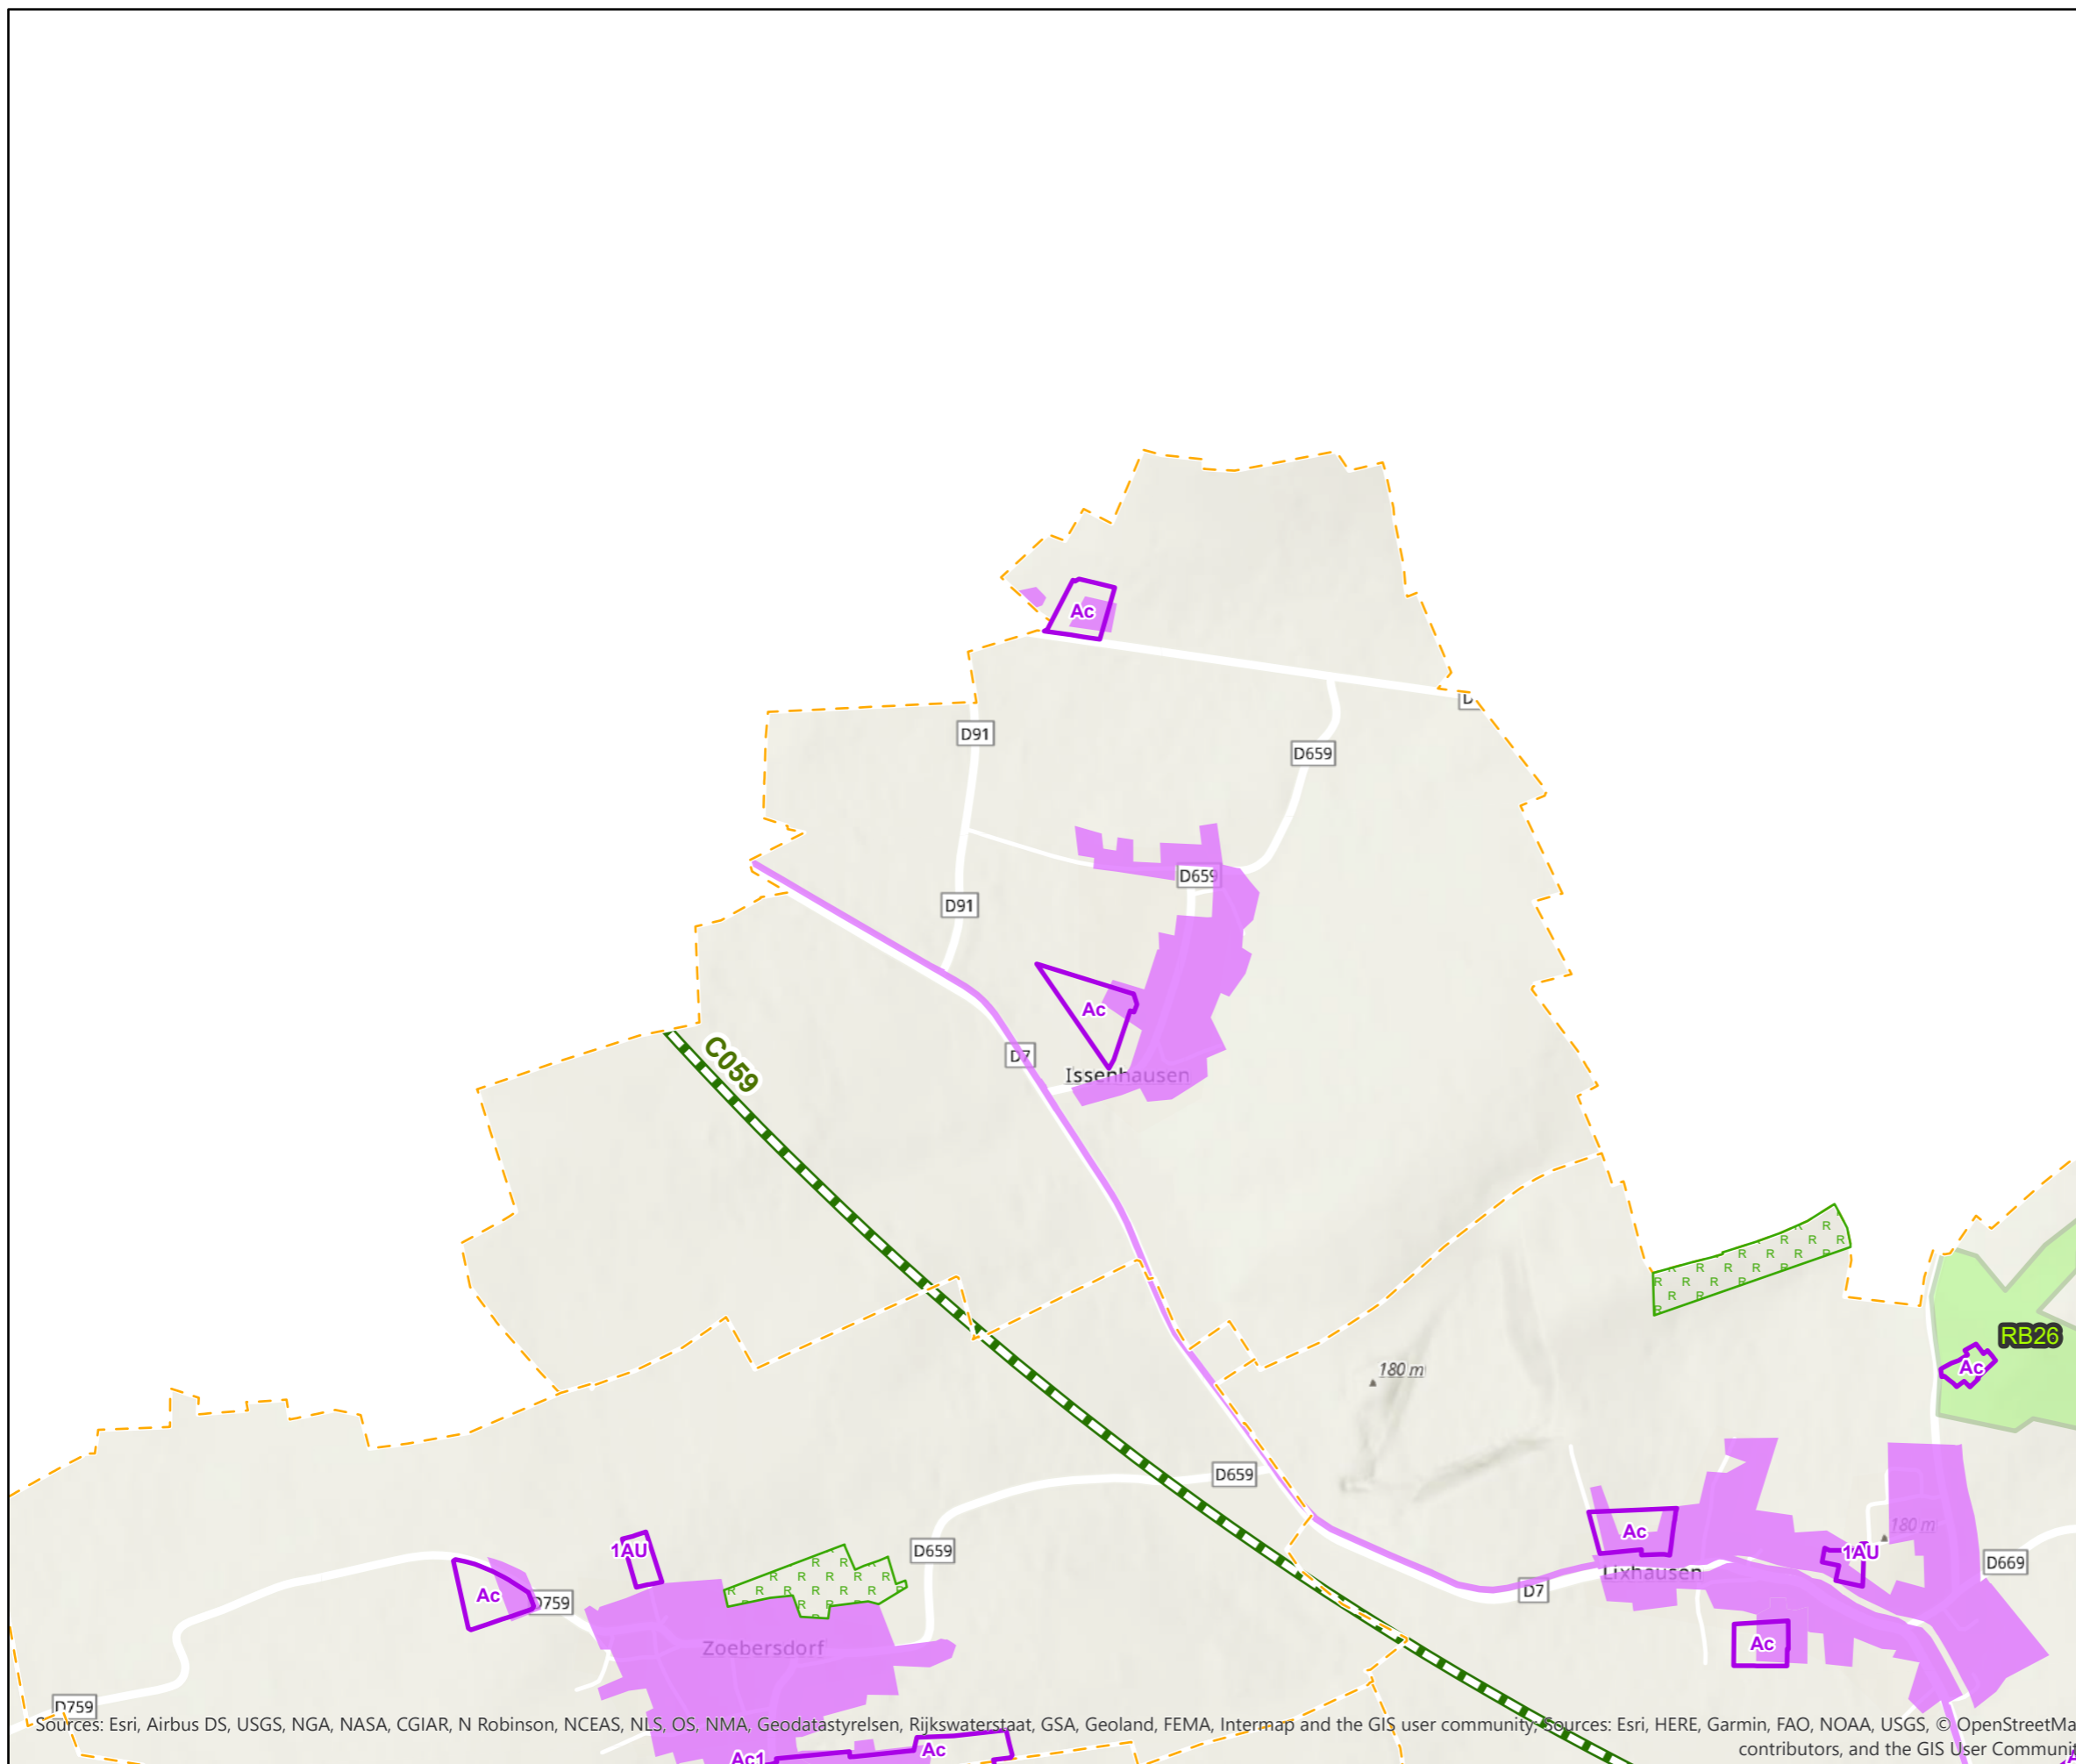 Ac
D91
D659
D659
D91
Ac
C059
D7
Issenhausen
RB26
Ac
180 m
D659
180 m
1AU
D659
Ac
1AU
D669
Lixhausen
Ac
D759
D7
Zoebersdorf
Ac
D759
Sources: Esri, Airbus DS, USGS, NGA, NASA, CGIAR, N Robinson, NCEAS, NLS, OS, NMA, Geodatastyrelsen, Rijkswaterstaat, GSA, Geoland, FEMA, Intermap and the GIS user community, Sources: Esri, HERE, Garmin, FAO, NOAA, USGS, © OpenStreetMa
contributors, and the GIS User Communit
Ac
Ac1